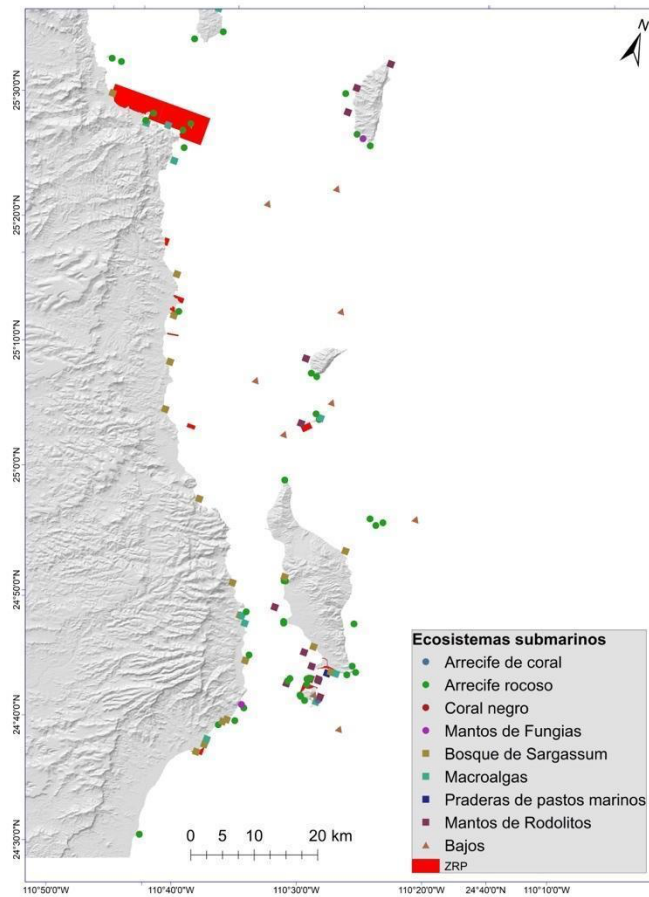 N
25°30'0"N
25°20'0"N
25°10'0"N
25°0'0"N
24°50'0"N
24°40'0"N
24°30'0"N
Ecosistemas submarinos
Arrecife de coral
Arrecife rocoso
Coral negro
Mantos de Fungias
Bosque de Sargassum
Macroalgas
Praderas de pastos marinos
Mantos de Rodolitos
Bajos
ZRP
0 5 10 20 km
110°50'0"W 110°40'0"W 110°30'0"W 110°20'0"W 24°40'0"N 110°10'0"W